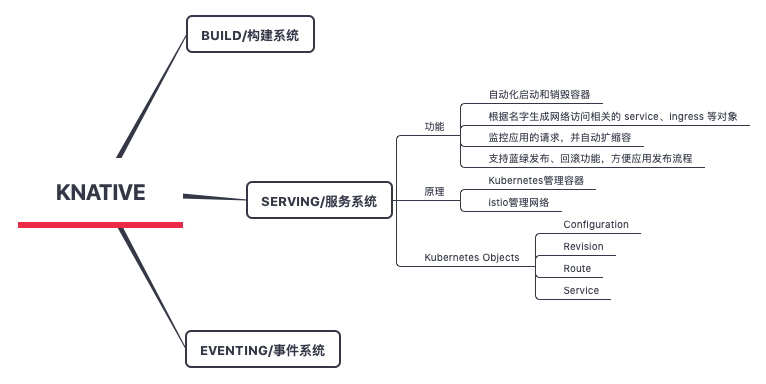 KNATIVE
BUILD/构建系统
SERVING/服务系统
功能
自动化启动和销毁容器
根据名字生成网络访问相关的 service、ingress 等对象
监控应用的请求，并自动扩缩容
支持蓝绿发布、回滚功能，方便应用发布流程
原理
Kubernetes管理容器
istio管理网络
Kubernetes Objects
Configuration
Revision
Route
Service
EVENTING/事件系统